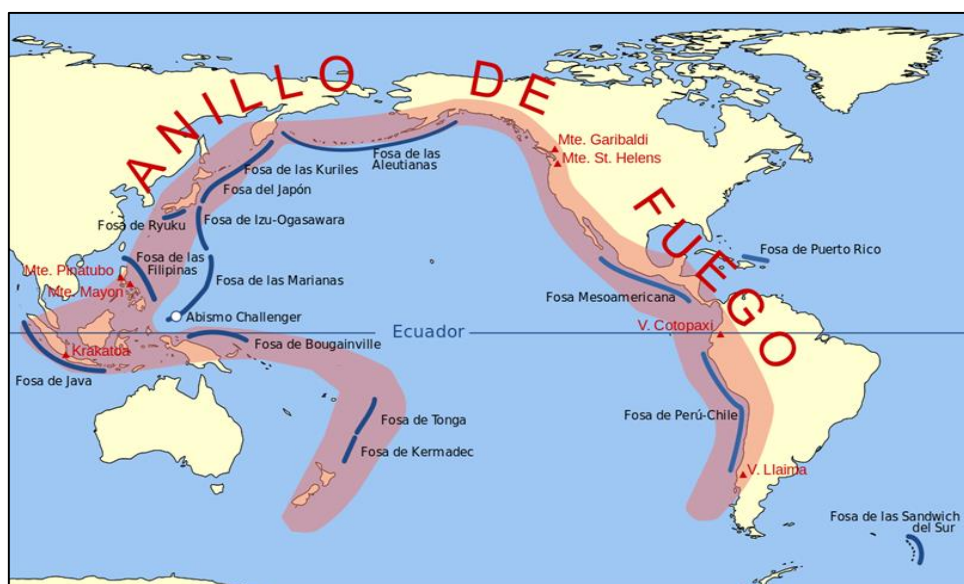 ANILLO DE FUEGO
Mte. Garibaldi
Mte. St. Helens
Fosa de las
Aleutianas
Fosa de las Kuriles
Fosa del Japón
Fosa de Izu-Ogasawara
Fosa de Ryuku
Fosa de las
Filipinas
Fosa de Puerto Rico
Mte. Pinatubo
Mte. Mayon
Fosa de las Marianas
Fosa Mesoamericana
Abismo Challenger
Ecuador
V. Cotopaxi
Krakatoa
Fosa de Bougainville
Fosa de Java
Fosa de Tonga
Fosa de Perú-Chile
Fosa de Kermadec
V. Llaima
Fosa de las Sandwich
del Sur